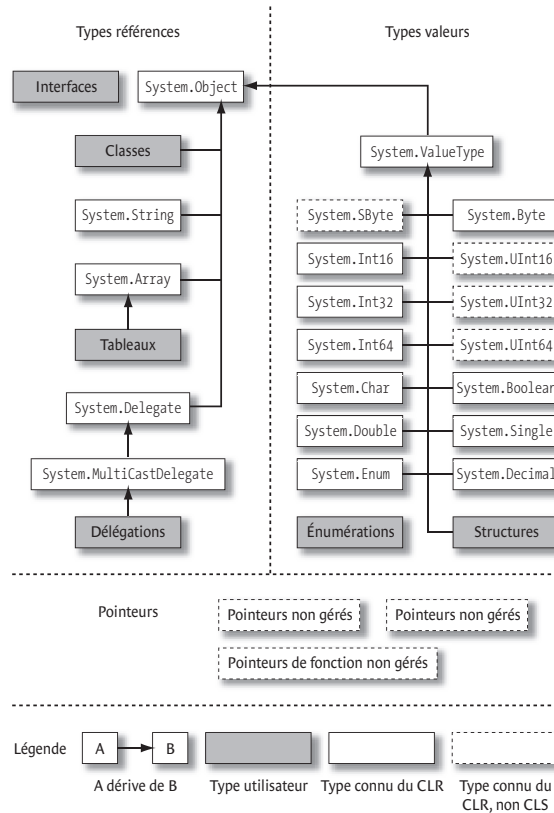 Types références
Types valeurs
Interfaces
System.Object
Classes
System.ValueType
System.String
System.SByte
System.Byte
System.Array
System.Int16
System.UInt16
System.Int32
System.UInt32
Tableaux
System.Int64
System.UInt64
System.Delegate
System.Char
System.Boolean
System.Double
System.Single
System.MultiCastDelegate
System.Enum
System.Decimal
Délégations
Énumérations
Structures
Pointeurs
Pointeurs non gérés
Pointeurs non gérés
Pointeurs de fonction non gérés
Légende
A
B
A dérive de B
Type utilisateur
Type connu du CLR
Type connu du
CLR, non CLS